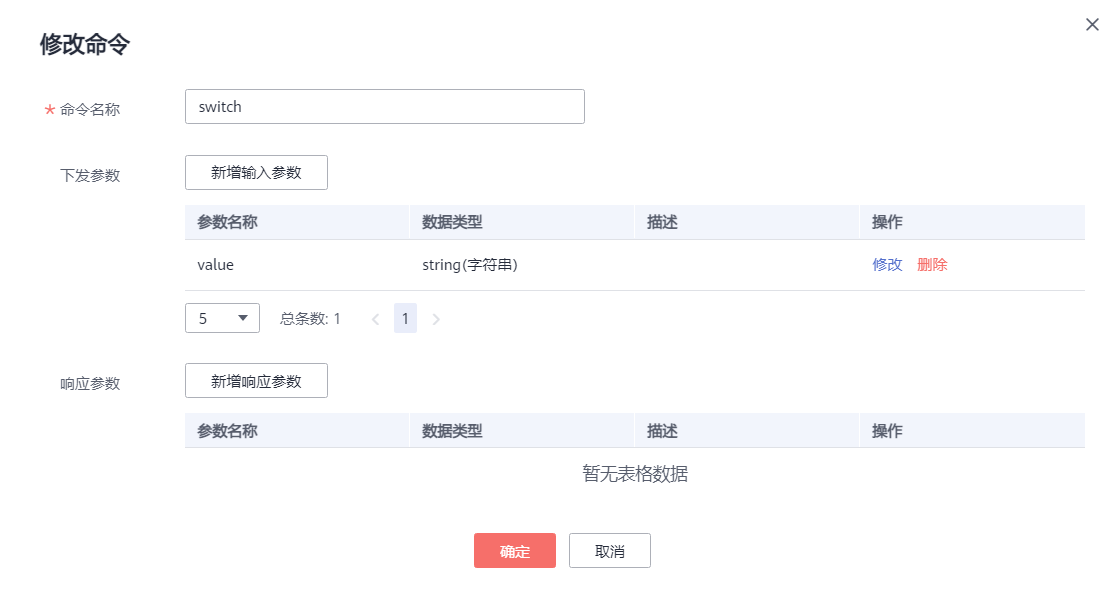 修改命令
* 命令名称 switch
下发参数 新增输入参数
参数名称 数据类型 描述 操作
value string(字符串) 修改 删除
5 总条数: 1 < 1 >
响应参数 新增响应参数
参数名称 数据类型 描述 操作
暂无表格数据
确定 取消